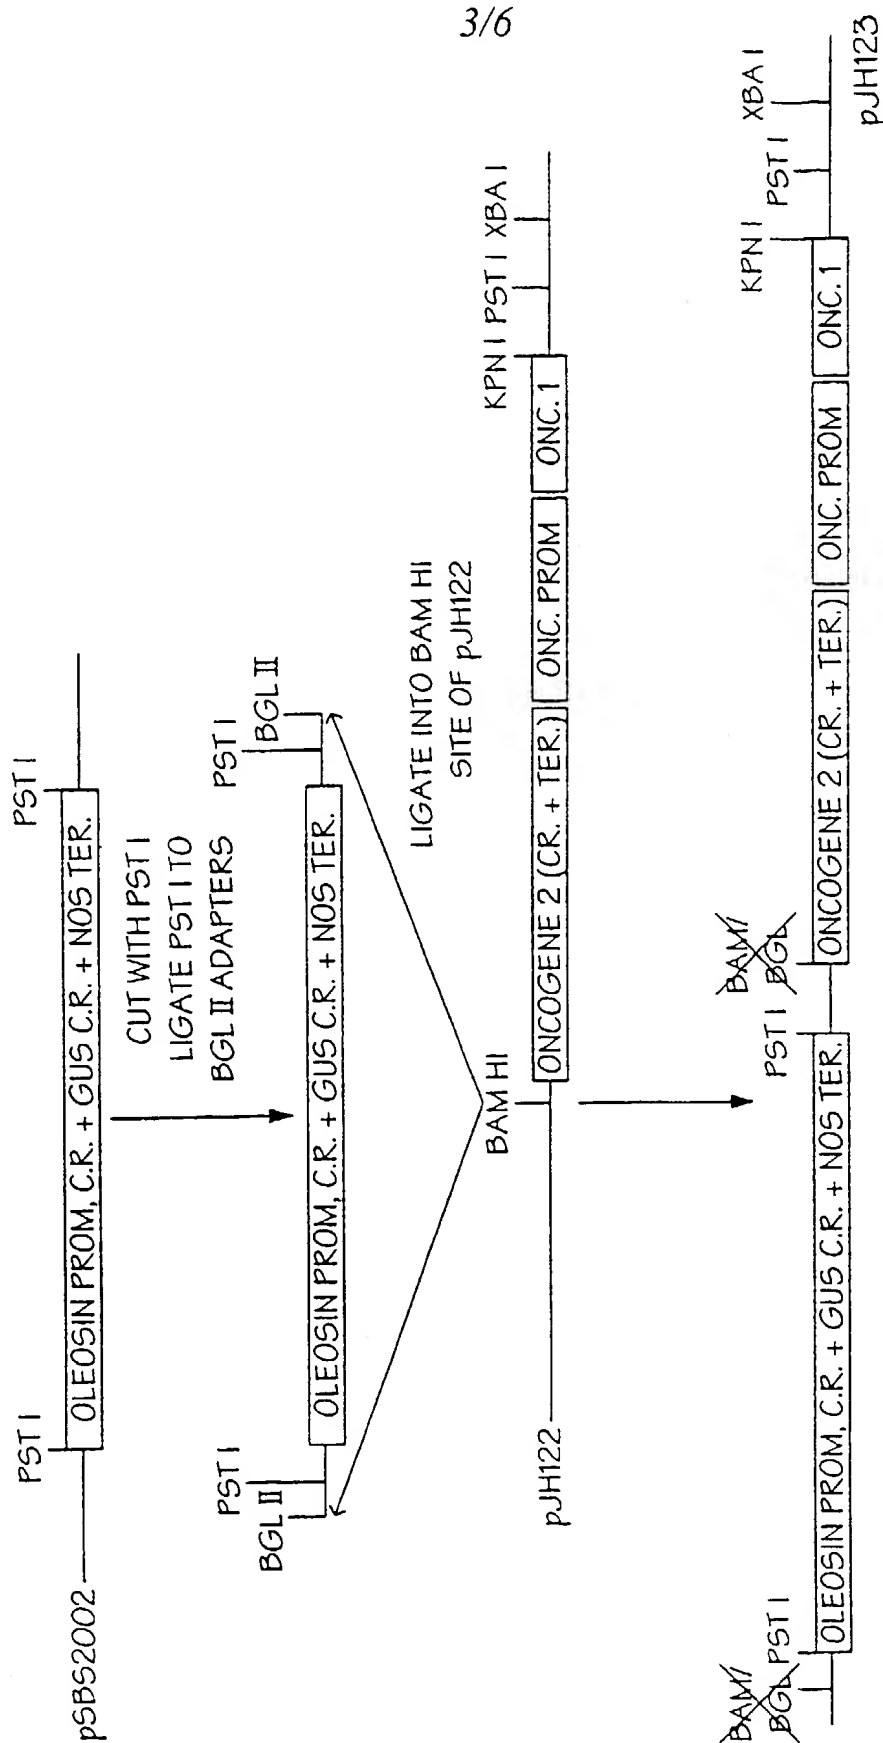 3/6
pSBS2002
PST I
OLEOSIN PROM, C.R. + GUS C.R. + NOS TER.
PST I
CUT WITH PST I
LIGATE PST I TO
BGL II ADAPTERS
BGL II
PST I
OLEOSIN PROM, C.R. + GUS C.R. + NOS TER.
PST I
BGL II
LIGATE INTO BAM HI
SITE OF pJH122
pJH122
BAM HI
ONCOGENE 2 (CR. + TER.)
ONC. PROM
ONC. 1
KPN I
PST I
XBA I
BAM/
BGL
PST I
OLEOSIN PROM, C.R. + GUS C.R. + NOS TER.
PST I
BAM/
BGL
ONCOGENE 2 (CR. + TER.)
ONC. PROM
ONC. 1
KPN I
PST I
XBA I
pJH123